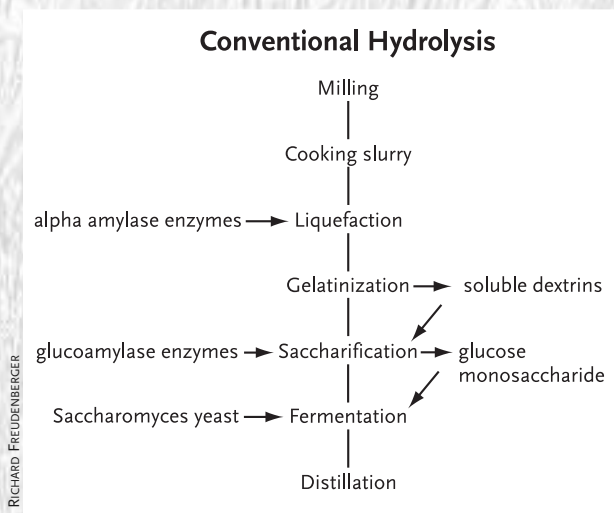 Conventional Hydrolysis
Milling
Cooking slurry
alpha amylase enzymes Liquefaction
Gelatinization soluble dextrins
glucoamylase enzymes Saccharification glucose
monosaccharide
Saccharomyces yeast Fermentation
Distillation
RICHARD FREUDENBERGER